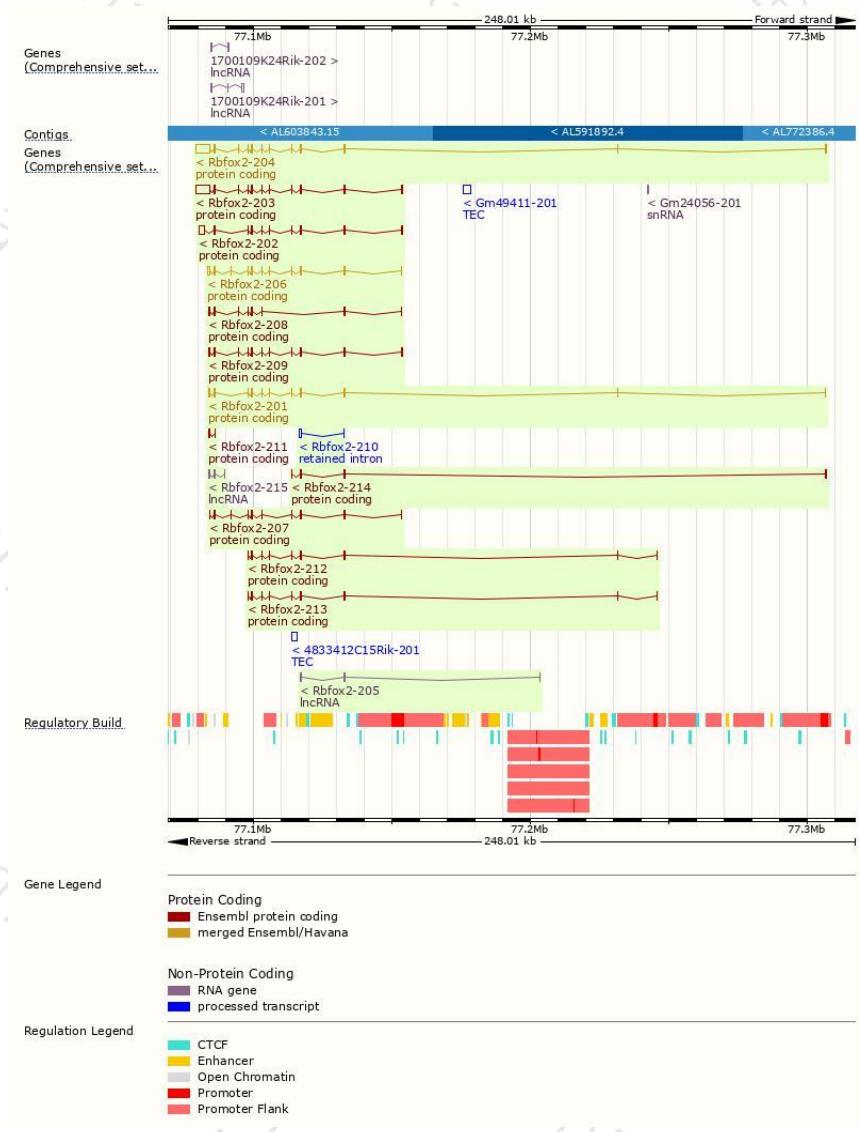 248.01 kb Forward strand
77.1Mb 77.2Mb 77.3Mb
Genes
(Comprehensive set...
1700109K24Rik-202 >
lncRNA
1700109K24Rik-201 >
lncRNA
Contigs
< AL603843.15 < AL591892.4 < AL772386.4
Genes
(Comprehensive set...
< Rbfox2-204
protein coding
< Rbfox2-203 < Gm49411-201 < Gm24056-201
protein coding TEC snRNA
< Rbfox2-202
protein coding
< Rbfox2-206
protein coding
< Rbfox2-208
protein coding
< Rbfox2-209
protein coding
< Rbfox2-201
protein coding
< Rbfox2-211 < Rbfox2-210
protein coding retained intron
< Rbfox2-215 < Rbfox2-214
lncRNA protein coding
< Rbfox2-207
protein coding
< Rbfox2-212
protein coding
< Rbfox2-213
protein coding
< 4833412C15Rik-201
TEC
< Rbfox2-205
lncRNA
Regulatory Build
77.1Mb 77.2Mb 77.3Mb
Reverse strand 248.01 kb
Gene Legend
Protein Coding
Ensembl protein coding
merged Ensembl/Havana
Non-Protein Coding
RNA gene
processed transcript
Regulation Legend
CTCF
Enhancer
Open Chromatin
Promoter
Promoter Flank